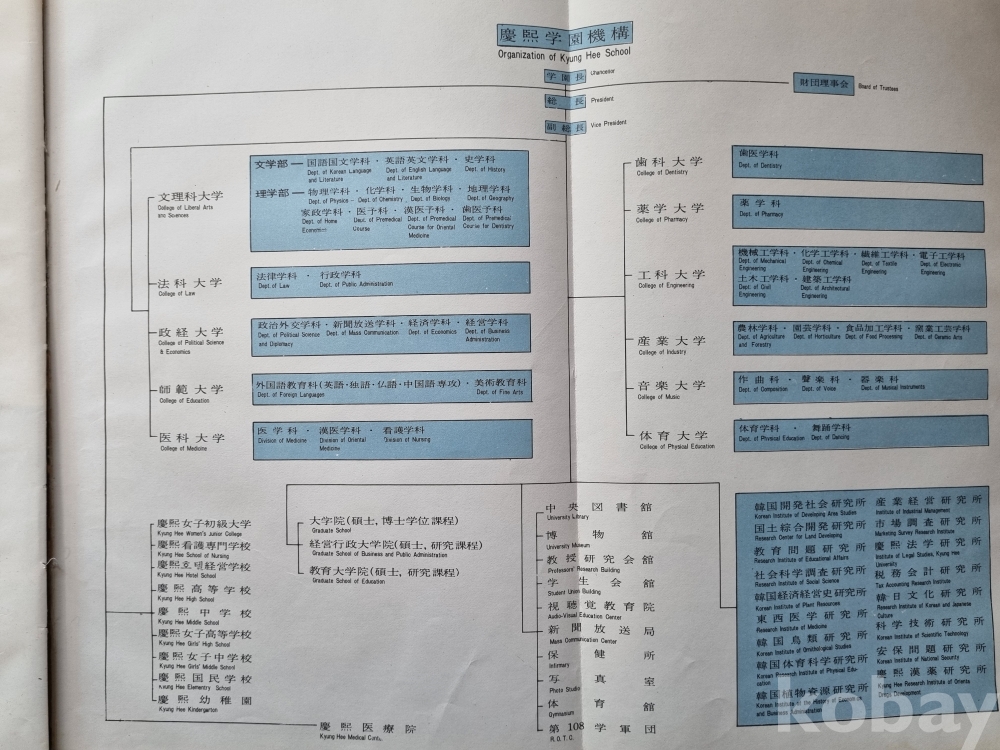 慶熙学園機構
Organization of Kyung Hee School
学園長 Chancellor
財団理事会 Board of Trustees
総長 President
副総長 Vice President
文理科大学
College of Liberal Arts
and Sciences
文学部 — 国語国文学科・英語英文学科・史学科
Dept. of Korean Language and Literature
Dept. of English Language and Literature
Dept. of History
理学部 — 物理学科・化学科・生物学科・地理学科
Dept. of Physics — Dept. of Chemistry Dept. of Biology Dept. of Geography
家政学科・医予科・漢医予科・歯医予科
Dept. of Home Economics
Dept. of Premedical Course
Dept. of Premedical Course for Oriental Medicine
Dept. of Premedical Course for Dentistry
法科大学
College of Law
法律学科・行政学科
Dept. of Law Dept. of Public Administration
政経大学
College of Political Science
& Economics
政治外交学科・新聞放送学科・経済学科・経営学科
Dept. of Political Science and Diplomacy
Dept. of Mass Communication
Dept. of Economics
Dept. of Business Administration
師範大学
College of Education
外国語教育科(英語・独語・仏語・中国語専攻)・美術教育科
Dept. of Foreign Languages Dept. of Fine Arts
医科大学
College of Medicine
医学科・漢医学科・看護学科
Division of Medicine
Division of Oriental Medicine
Division of Nursing
歯科大学
College of Dentistry
歯医学科
Dept. of Dentistry
薬学大学
College of Pharmacy
薬学科
Dept. of Pharmacy
工科大学
College of Engineering
機械工学科・化学工学科・繊維工学科・電子工学科
Dept. of Mechanical Engineering
Dept. of Chemical Engineering
Dept. of Textile Engineering
Dept. of Electronic Engineering
土木工学科・建築工学科
Dept. of Civil Engineering
Dept. of Architectural Engineering
産業大学
College of Industry
農林学科・園芸学科・食品加工学科・窯業工芸学科
Dept. of Agriculture and Forestry
Dept. of Horticulture
Dept. of Food Processing
Dept. of Ceramic Arts
音楽大学
College of Music
作曲科・聲楽科・器楽科
Dept. of Composition Dept. of Voice Dept. of Musical Instruments
体育大学
College of Physical Education
体育学科・舞踊学科
Dept. of Physical Education Dept. of Dancing
慶熙女子初級大学
Kyung Hee Women's Junior College
慶熙看護専門学校
Kyung Hee School of Nursing
慶熙호텔経営学校
Kyung Hee Hotel School
慶熙高等学校
Kyung Hee High School
慶熙中学校
Kyung Hee Middle School
慶熙女子高等学校
Kyung Hee Girls' High School
慶熙女子中学校
Kyung Hee Girls' Middle School
慶熙国民学校
Kyung Hee Elementry School
慶熙幼稚園
Kyung Hee Kindergarten
慶熙医療院
Kyung Hee Medical
大学院(碩士, 博士学位課程)
Graduate School
経営行政大学院(碩士, 研究課程)
Graduate School of Business and Public Administration
教育大学院(碩士, 研究課程)
Graduate School of Education
中央図書館
University Library
博物館
University Museum
教授研究会館
Professors' Research Building
学生会館
Student Union Building
視聴覚教育院
Audio-Visual Education Center
新聞放送局
Mass Communication Center
保健所
Infirmary
写真室
Photo Studio
体育館
Gymnasium
第108学軍団
R.O.T.C.
韓国開発社会研究所
Korean Institute of Developing Area Studies
国土綜合開発研究所
Research Center for Land Developing
教育問題研究所
Research Institute of Educational Affairs
社会科学調査研究所
Research Institute of Social Science
韓国経済経営史研究所
Korean Institute of Plant Resources
東西医学研究所
Research Institute of Medicine
韓国鳥類研究所
Korean Institute of Ornithological Studies
韓国体育科学研究所
Korean Research Institute of Physical Education
韓国植物資源研究所
Korean Institute of the History of Economics
and Business Administration
産業経営研究所
Institute of Industrial Management
市場調査研究所
Marketing Survey Research Institute
慶熙法学研究所
Institute of Legal Studies, Kyung Hee
University
税務会計研究所
Tax Accounting Research Institute
韓日文化研究所
Research Institute of Korean and Japanese
Culture
科学技術研究所
Korean Institute of Scientific Technology
安保問題研究所
Korean Institute of National Security
慶熙漢薬研究所
Kyung Hee Research Institute of Oriental
Drugs Development
kobay